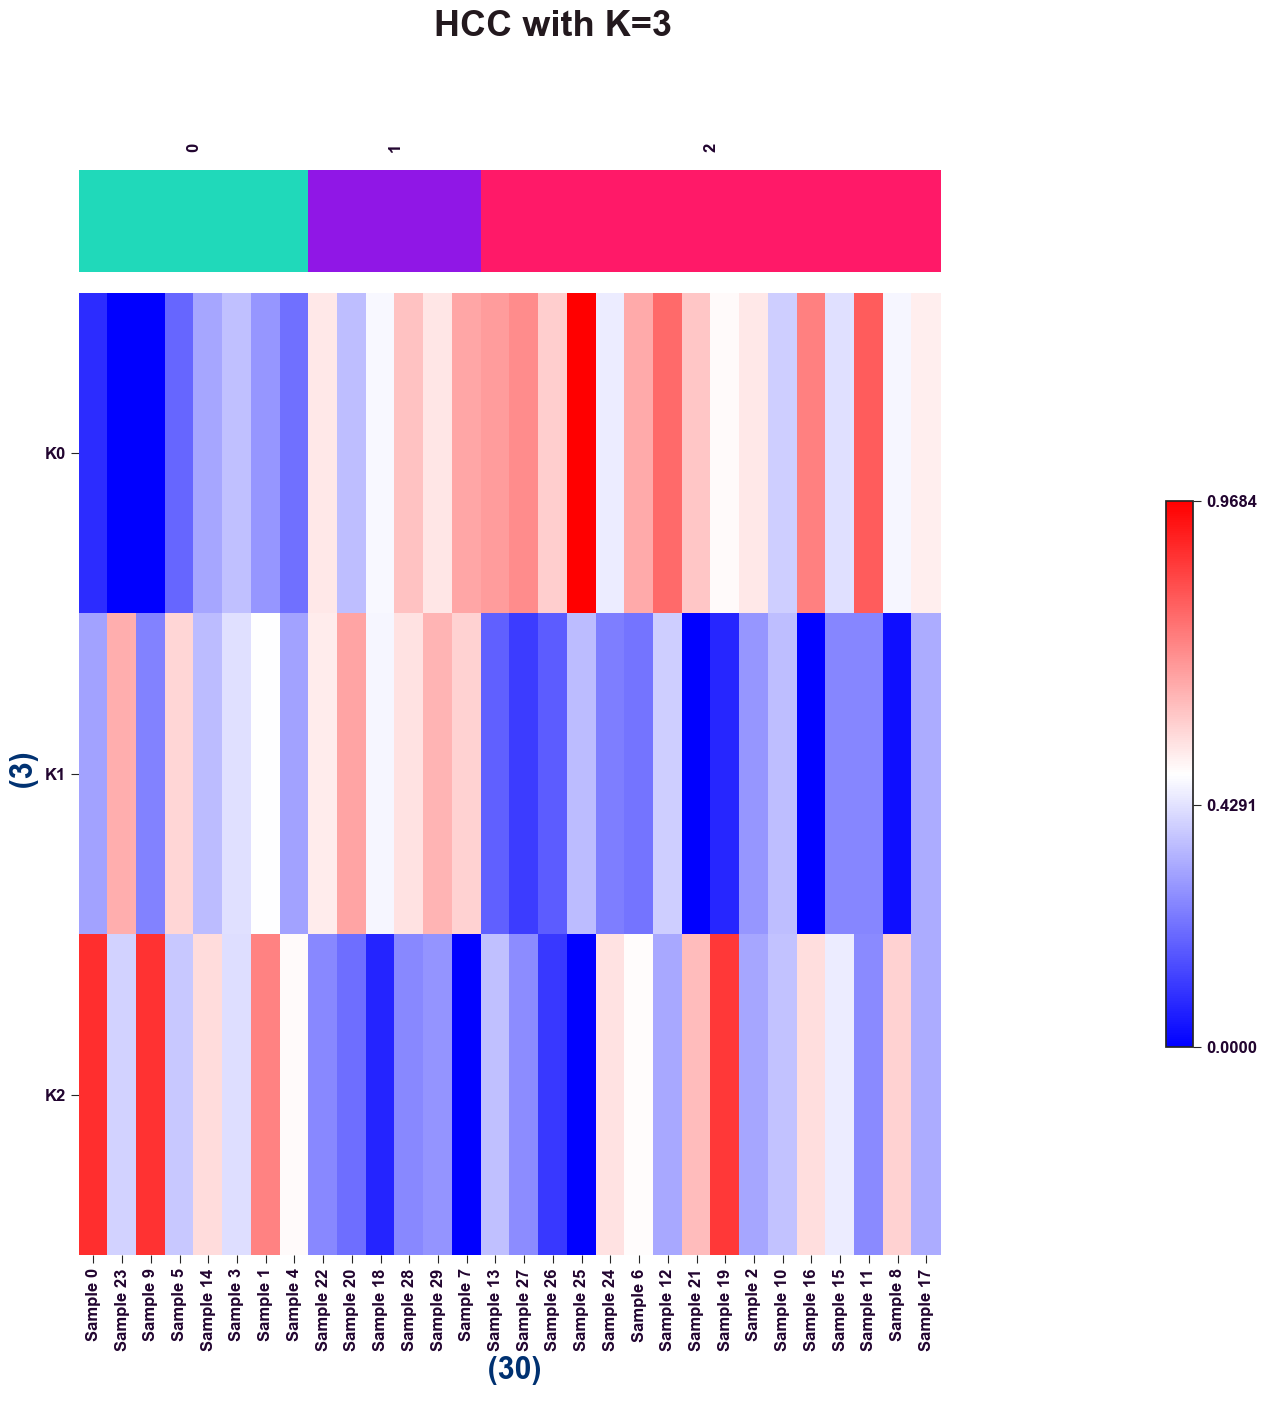 HCC with K=3
0
1
2
K0
K1
K2
(3)
0.9684
0.4291
0.0000
Sample 0
Sample 23
Sample 9
Sample 5
Sample 14
Sample 3
Sample 1
Sample 4
Sample 22
Sample 20
Sample 18
Sample 28
Sample 29
Sample 7
Sample 13
Sample 27
Sample 26
Sample 25
Sample 24
Sample 6
Sample 12
Sample 21
Sample 19
Sample 2
Sample 10
Sample 16
Sample 15
Sample 11
Sample 8
Sample 17
(30)